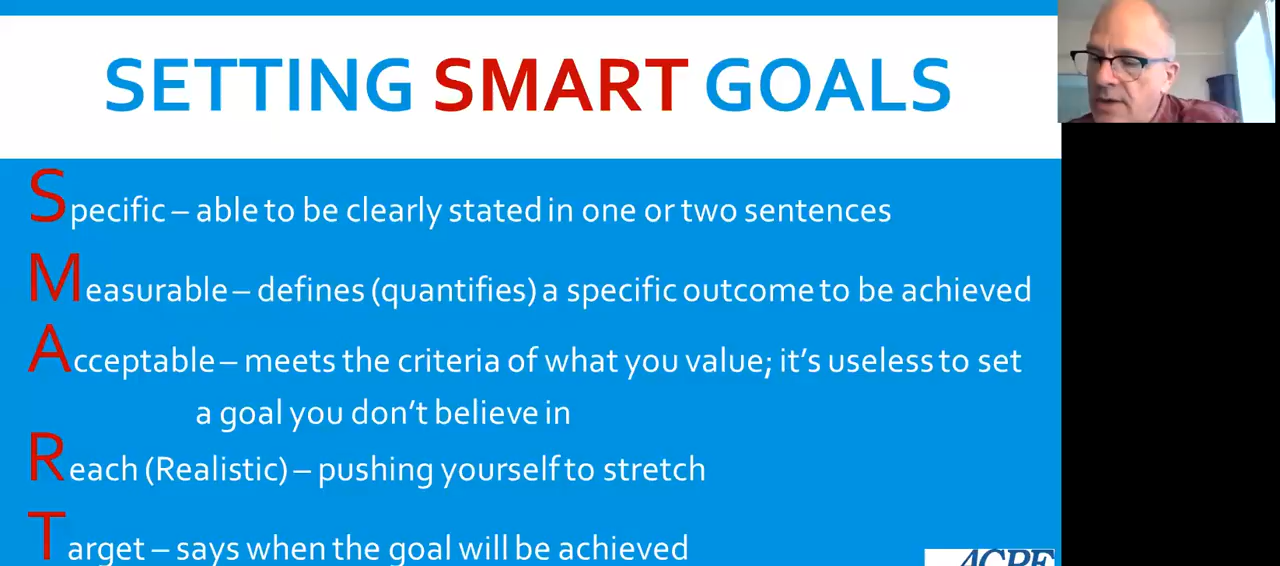 SETTING SMART GOALS
Specific – able to be clearly stated in one or two sentences
Measurable – defines (quantifies) a specific outcome to be achieved
Acceptable – meets the criteria of what you value; it's useless to set
a goal you don't believe in
Reach (Realistic) – pushing yourself to stretch
Target – says when the goal will be achieved